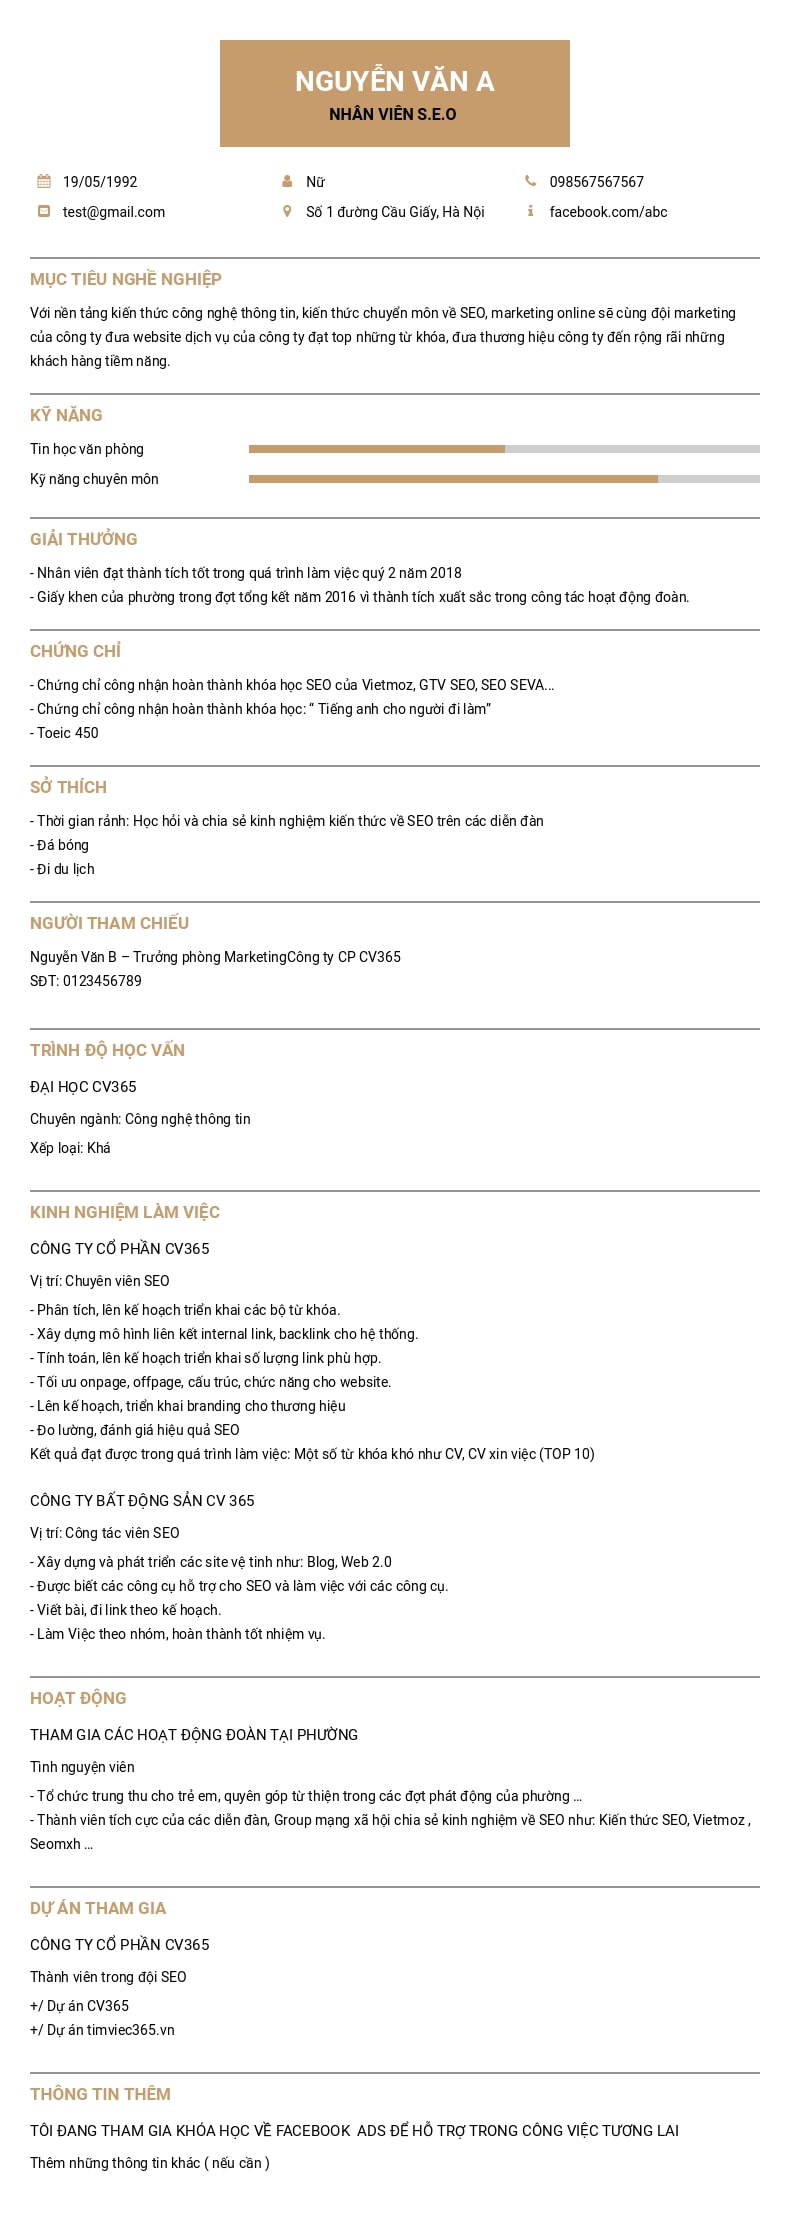 NGUYỄN VĂN A
NHÂN VIÊN S.E.O
19/05/1992
Nữ
098567567567
test@gmail.com
Số 1 đường Cầu Giấy, Hà Nội
facebook.com/abc
MỤC TIÊU NGHỀ NGHIỆP
Với nền tảng kiến thức công nghệ thông tin, kiến thức chuyển môn về SEO, marketing online sẽ cùng đội marketing
của công ty đưa website dịch vụ của công ty đạt top những từ khóa, đưa thương hiệu công ty đến rộng rãi những
khách hàng tiềm năng.
KỸ NĂNG
Tin học văn phòng
Kỹ năng chuyên môn
GIẢI THƯỞNG
- Nhân viên đạt thành tích tốt trong quá trình làm việc quý 2 năm 2018
- Giấy khen của phường trong đợt tổng kết năm 2016 vì thành tích xuất sắc trong công tác hoạt động đoàn.
CHỨNG CHỈ
- Chứng chỉ công nhận hoàn thành khóa học SEO của Vietmoz, GTV SEO, SEO SEVA...
- Chứng chỉ công nhận hoàn thành khóa học: “ Tiếng anh cho người đi làm”
- Toeic 450
SỞ THÍCH
- Thời gian rảnh: Học hỏi và chia sẻ kinh nghiệm kiến thức về SEO trên các diễn đàn
- Đá bóng
- Đi du lịch
NGƯỜI THAM CHIẾU
Nguyễn Văn B – Trưởng phòng MarketingCông ty CP CV365
SĐT: 0123456789
TRÌNH ĐỘ HỌC VẤN
ĐẠI HỌC CV365
Chuyên ngành: Công nghệ thông tin
Xếp loại: Khá
KINH NGHIỆM LÀM VIỆC
CÔNG TY CỔ PHẦN CV365
Vị trí: Chuyên viên SEO
- Phân tích, lên kế hoạch triển khai các bộ từ khóa.
- Xây dựng mô hình liên kết internal link, backlink cho hệ thống.
- Tính toán, lên kế hoạch triển khai số lượng link phù hợp.
- Tối ưu onpage, offpage, cấu trúc, chức năng cho website.
- Lên kế hoạch, triển khai branding cho thương hiệu
- Đo lường, đánh giá hiệu quả SEO
Kết quả đạt được trong quá trình làm việc: Một số từ khóa khó như CV, CV xin việc (TOP 10)
CÔNG TY BẤT ĐỘNG SẢN CV 365
Vị trí: Công tác viên SEO
- Xây dựng và phát triển các site vệ tinh như: Blog, Web 2.0
- Được biết các công cụ hỗ trợ cho SEO và làm việc với các công cụ.
- Viết bài, đi link theo kế hoạch.
- Làm Việc theo nhóm, hoàn thành tốt nhiệm vụ.
HOẠT ĐỘNG
THAM GIA CÁC HOẠT ĐỘNG ĐOÀN TẠI PHƯỜNG
Tình nguyện viên
- Tổ chức trung thu cho trẻ em, quyên góp từ thiện trong các đợt phát động của phường ...
- Thành viên tích cực của các diễn đàn, Group mạng xã hội chia sẻ kinh nghiệm về SEO như: Kiến thức SEO, Vietmoz ,
Seomxh ...
DỰ ÁN THAM GIA
CÔNG TY CỔ PHẦN CV365
Thành viên trong đội SEO
+/ Dự án CV365
+/ Dự án timviec365.vn
THÔNG TIN THÊM
TÔI ĐANG THAM GIA KHÓA HỌC VỀ FACEBOOK ADS ĐỂ HỖ TRỢ TRONG CÔNG VIỆC TƯƠNG LAI
Thêm những thông tin khác ( nếu cần )